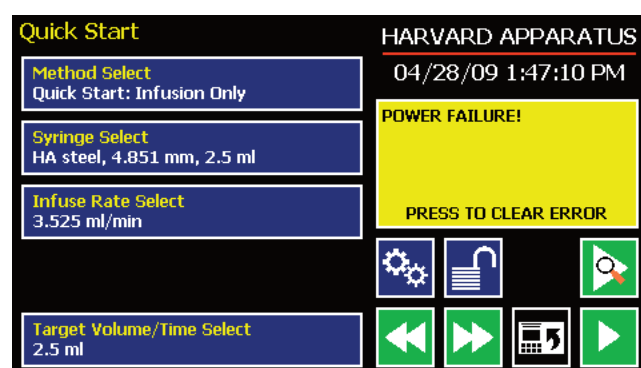 Quick Start
Method Select
Quick Start: Infusion Only
Syringe Select
HA steel, 4.851 mm, 2.5 ml
Infuse Rate Select
3.525 ml/min
Target Volume/Time Select
2.5 ml
HARVARD APPARATUS
04/28/09 1:47:10 PM
POWER FAILURE!
PRESS TO CLEAR ERROR